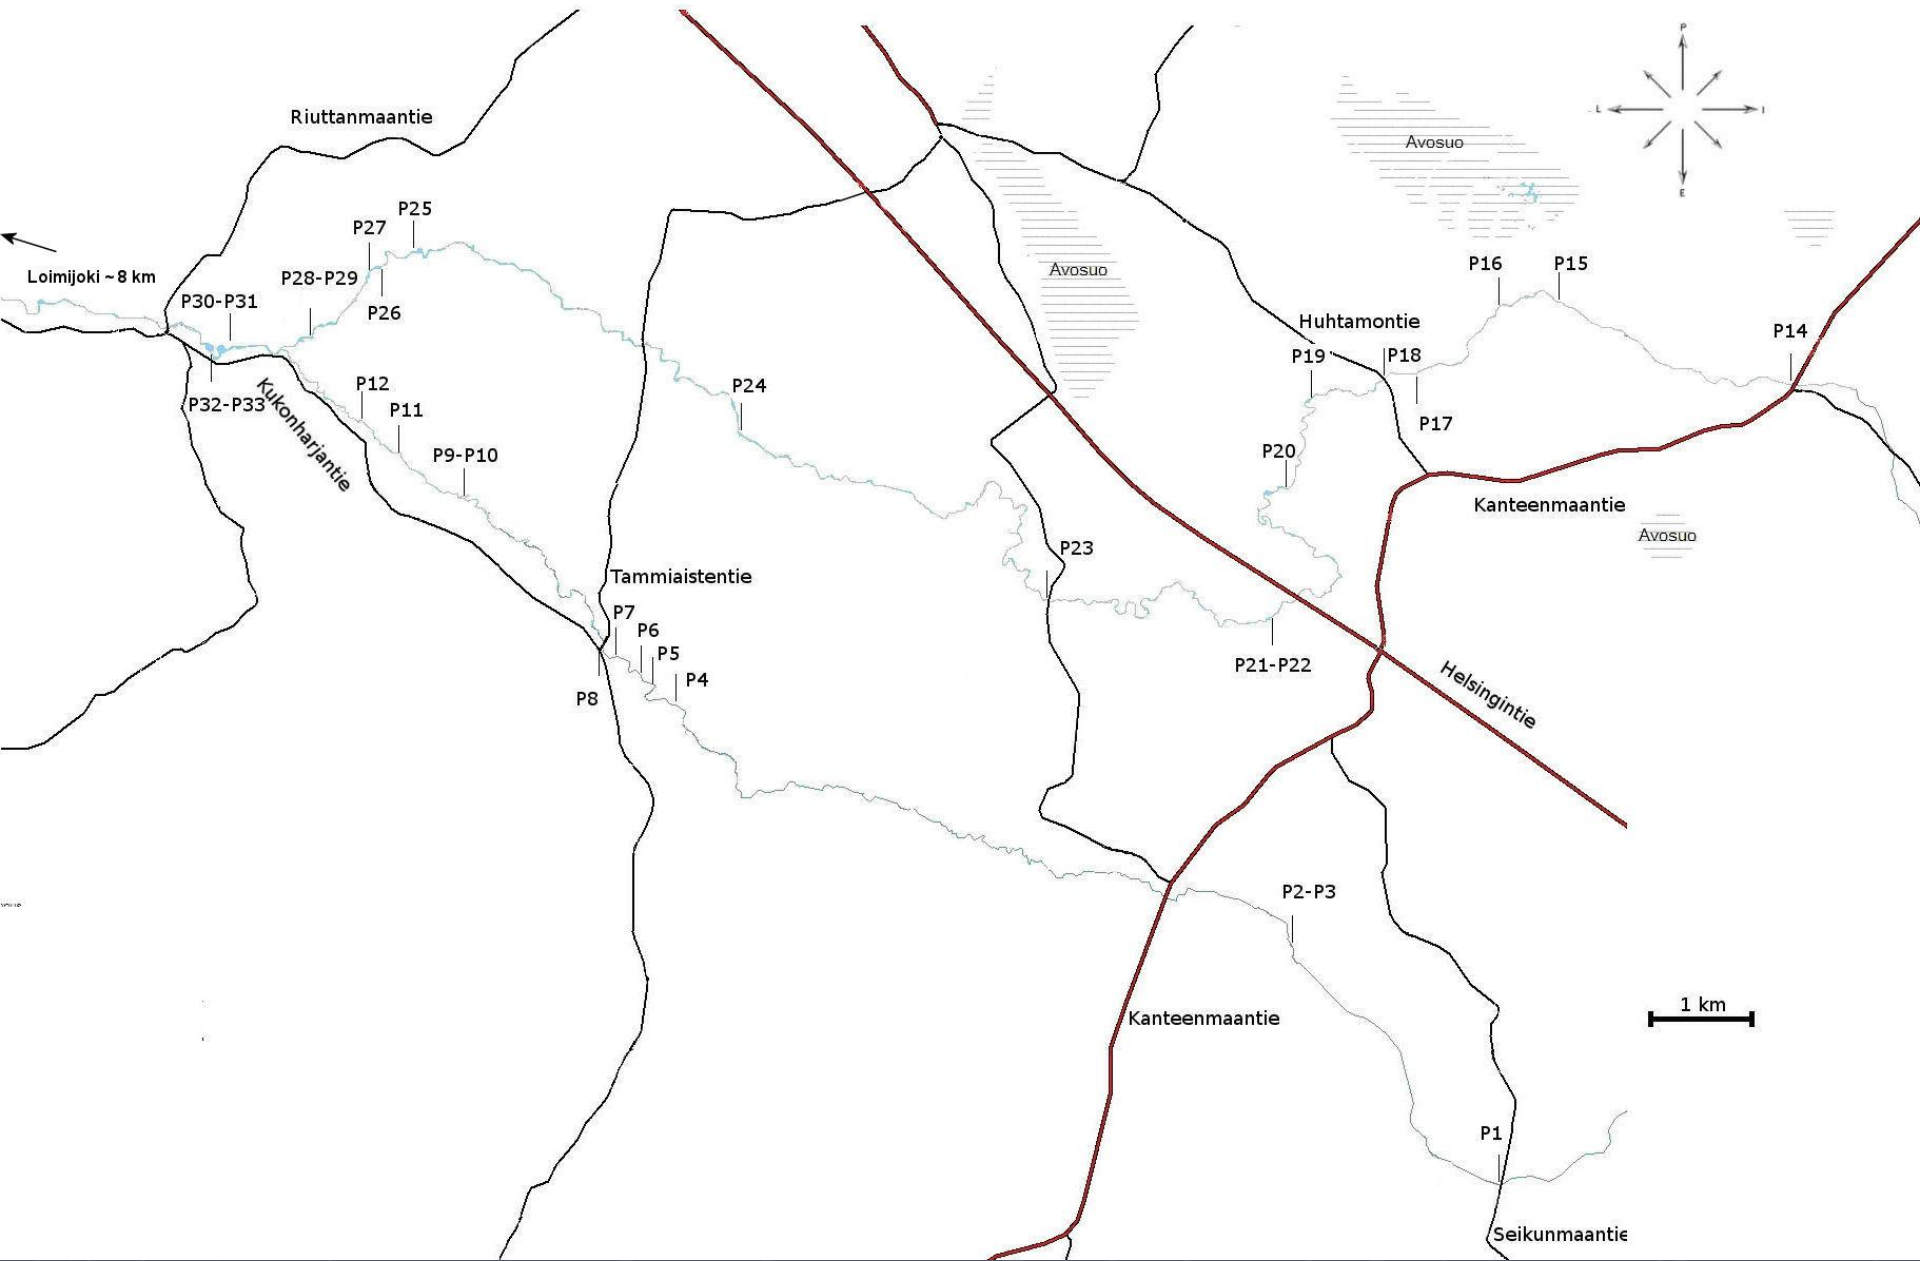 P
Riuttanmaantie
L
I
Avosuo
E
P25
P27
Avosuo
P16
P15
Loimijoki ~ 8 km
P28-P29
P30-P31
P26
Huhtamontie
P14
P19
P18
P12
P24
P32-P33
P11
Kukonharjantie
P17
P9-P10
P20
Kanteenmaantie
Avosuo
P23
Tammiaistentie
P7
P6
P5
P21-P22
P4
Helsingintie
P8
P2-P3
1 km
Kanteenmaantie
P1
Seikunmaantie